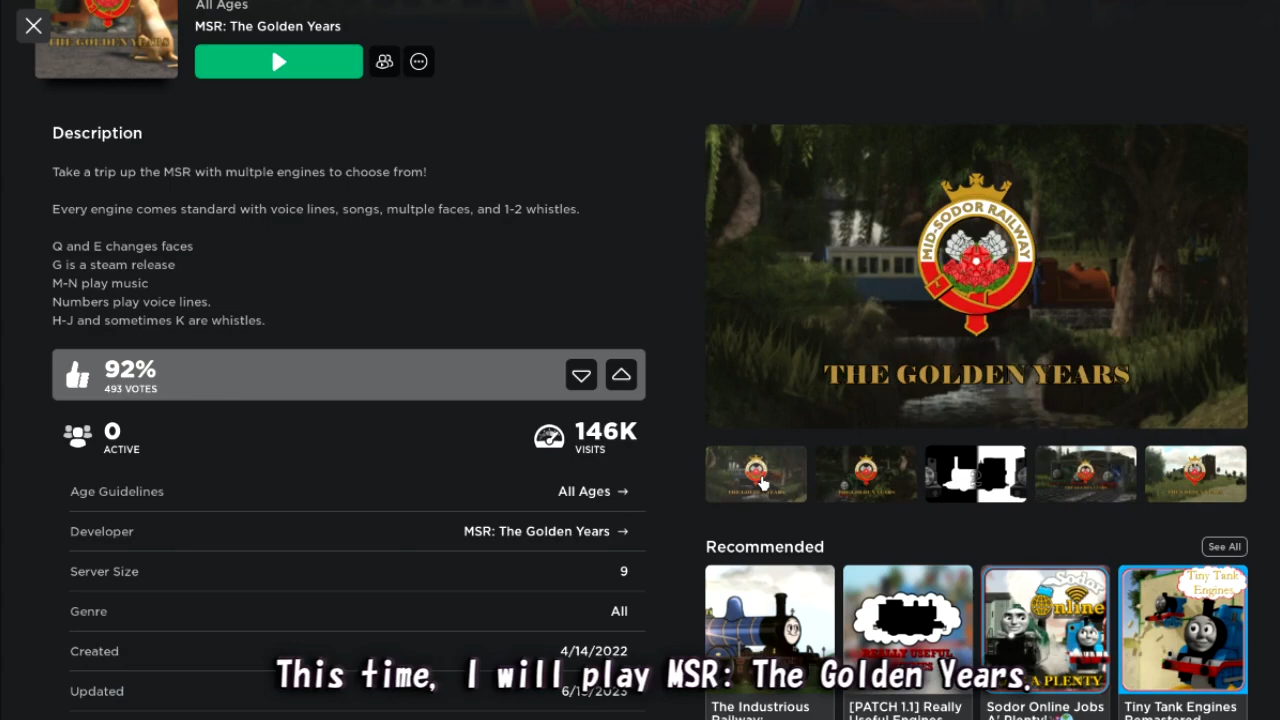 All Ages
MSR: The Golden Years
THE GOLDEN YEARS
Description
Take a trip up the MSR with multple engines to choose from!
Every engine comes standard with voice lines, songs, multple faces, and 1-2 whistles.
Q and E changes faces
G is a steam release
M-N play music
Numbers play voice lines.
H-J and sometimes K are whistles.
92%
493 VOTES
0
ACTIVE
146K
VISITS
Age Guidelines
All Ages →
Developer
MSR: The Golden Years →
Server Size
9
Genre
All
Created
4/14/2022
Updated
MID-SODOR RAILWAY
THE GOLDEN YEARS
Recommended
See All
Sodor
Online
A PLENTY
REALLY USEFUL
Tiny Tank
Engines
The Industrious
Railway:
[PATCH 1.1] Really
Useful Engines
Sodor Online Jobs
A' Plenty!
Tiny Tank Engines
Remastered
This time, I will play MSR: The Golden Years.